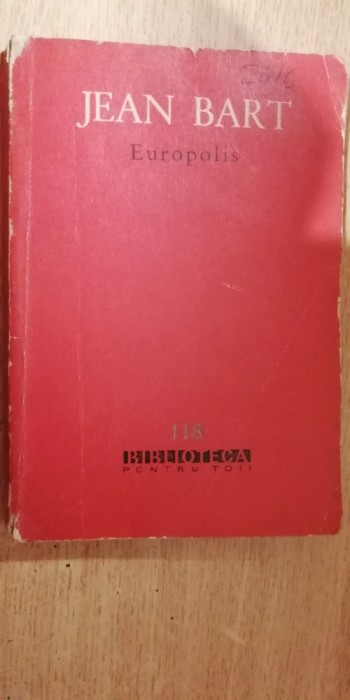 JEAN BART
Europolis
118
BIBLIOTECA
PENTRU TOȚI